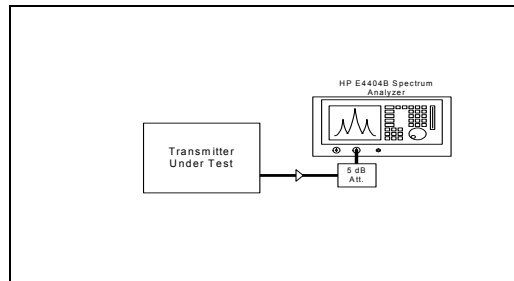 HP E4404B Spectrum
Analyzer
Transmitter
Under Test
5 dB
Att.